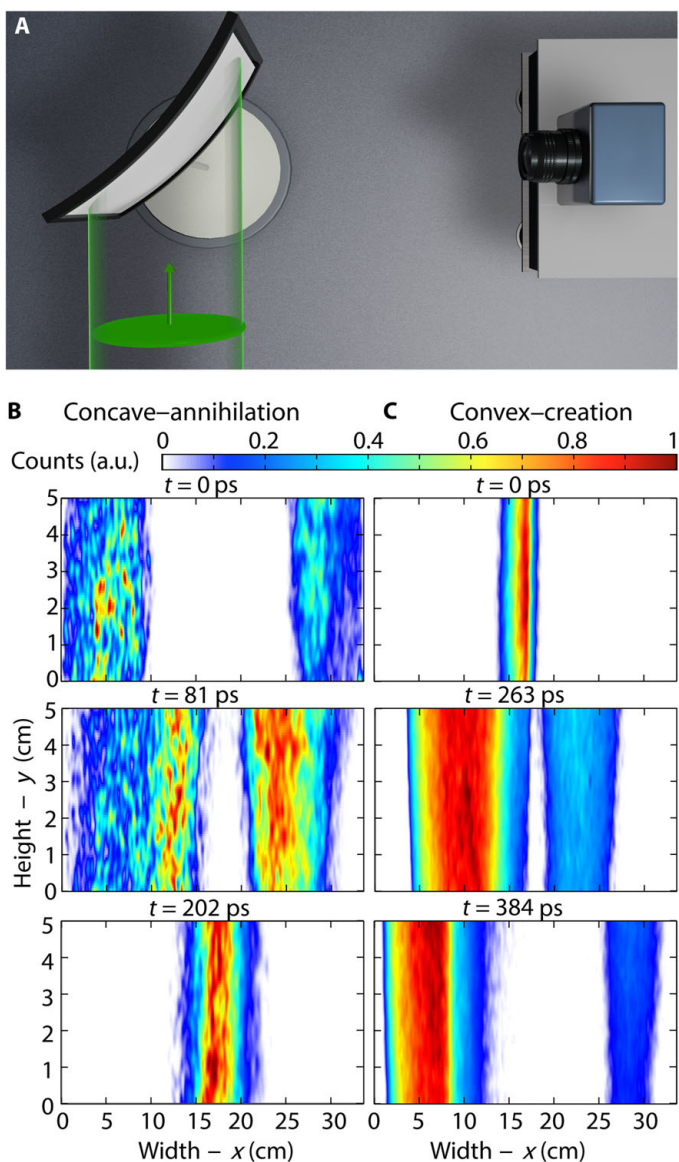 A
B Concave–annihilation C Convex–creation
Counts (a.u.) 0 0.2 0.4 0.6 0.8 1
t = 0 ps t = 0 ps
5
4
3
2
1
0
t = 81 ps t = 263 ps
5
4
3
2
1
0
Height – y (cm)
t = 202 ps t = 384 ps
5
4
3
2
1
0
0 5 10 15 20 25 30 0 5 10 15 20 25 30
Width – x (cm) Width – x (cm)